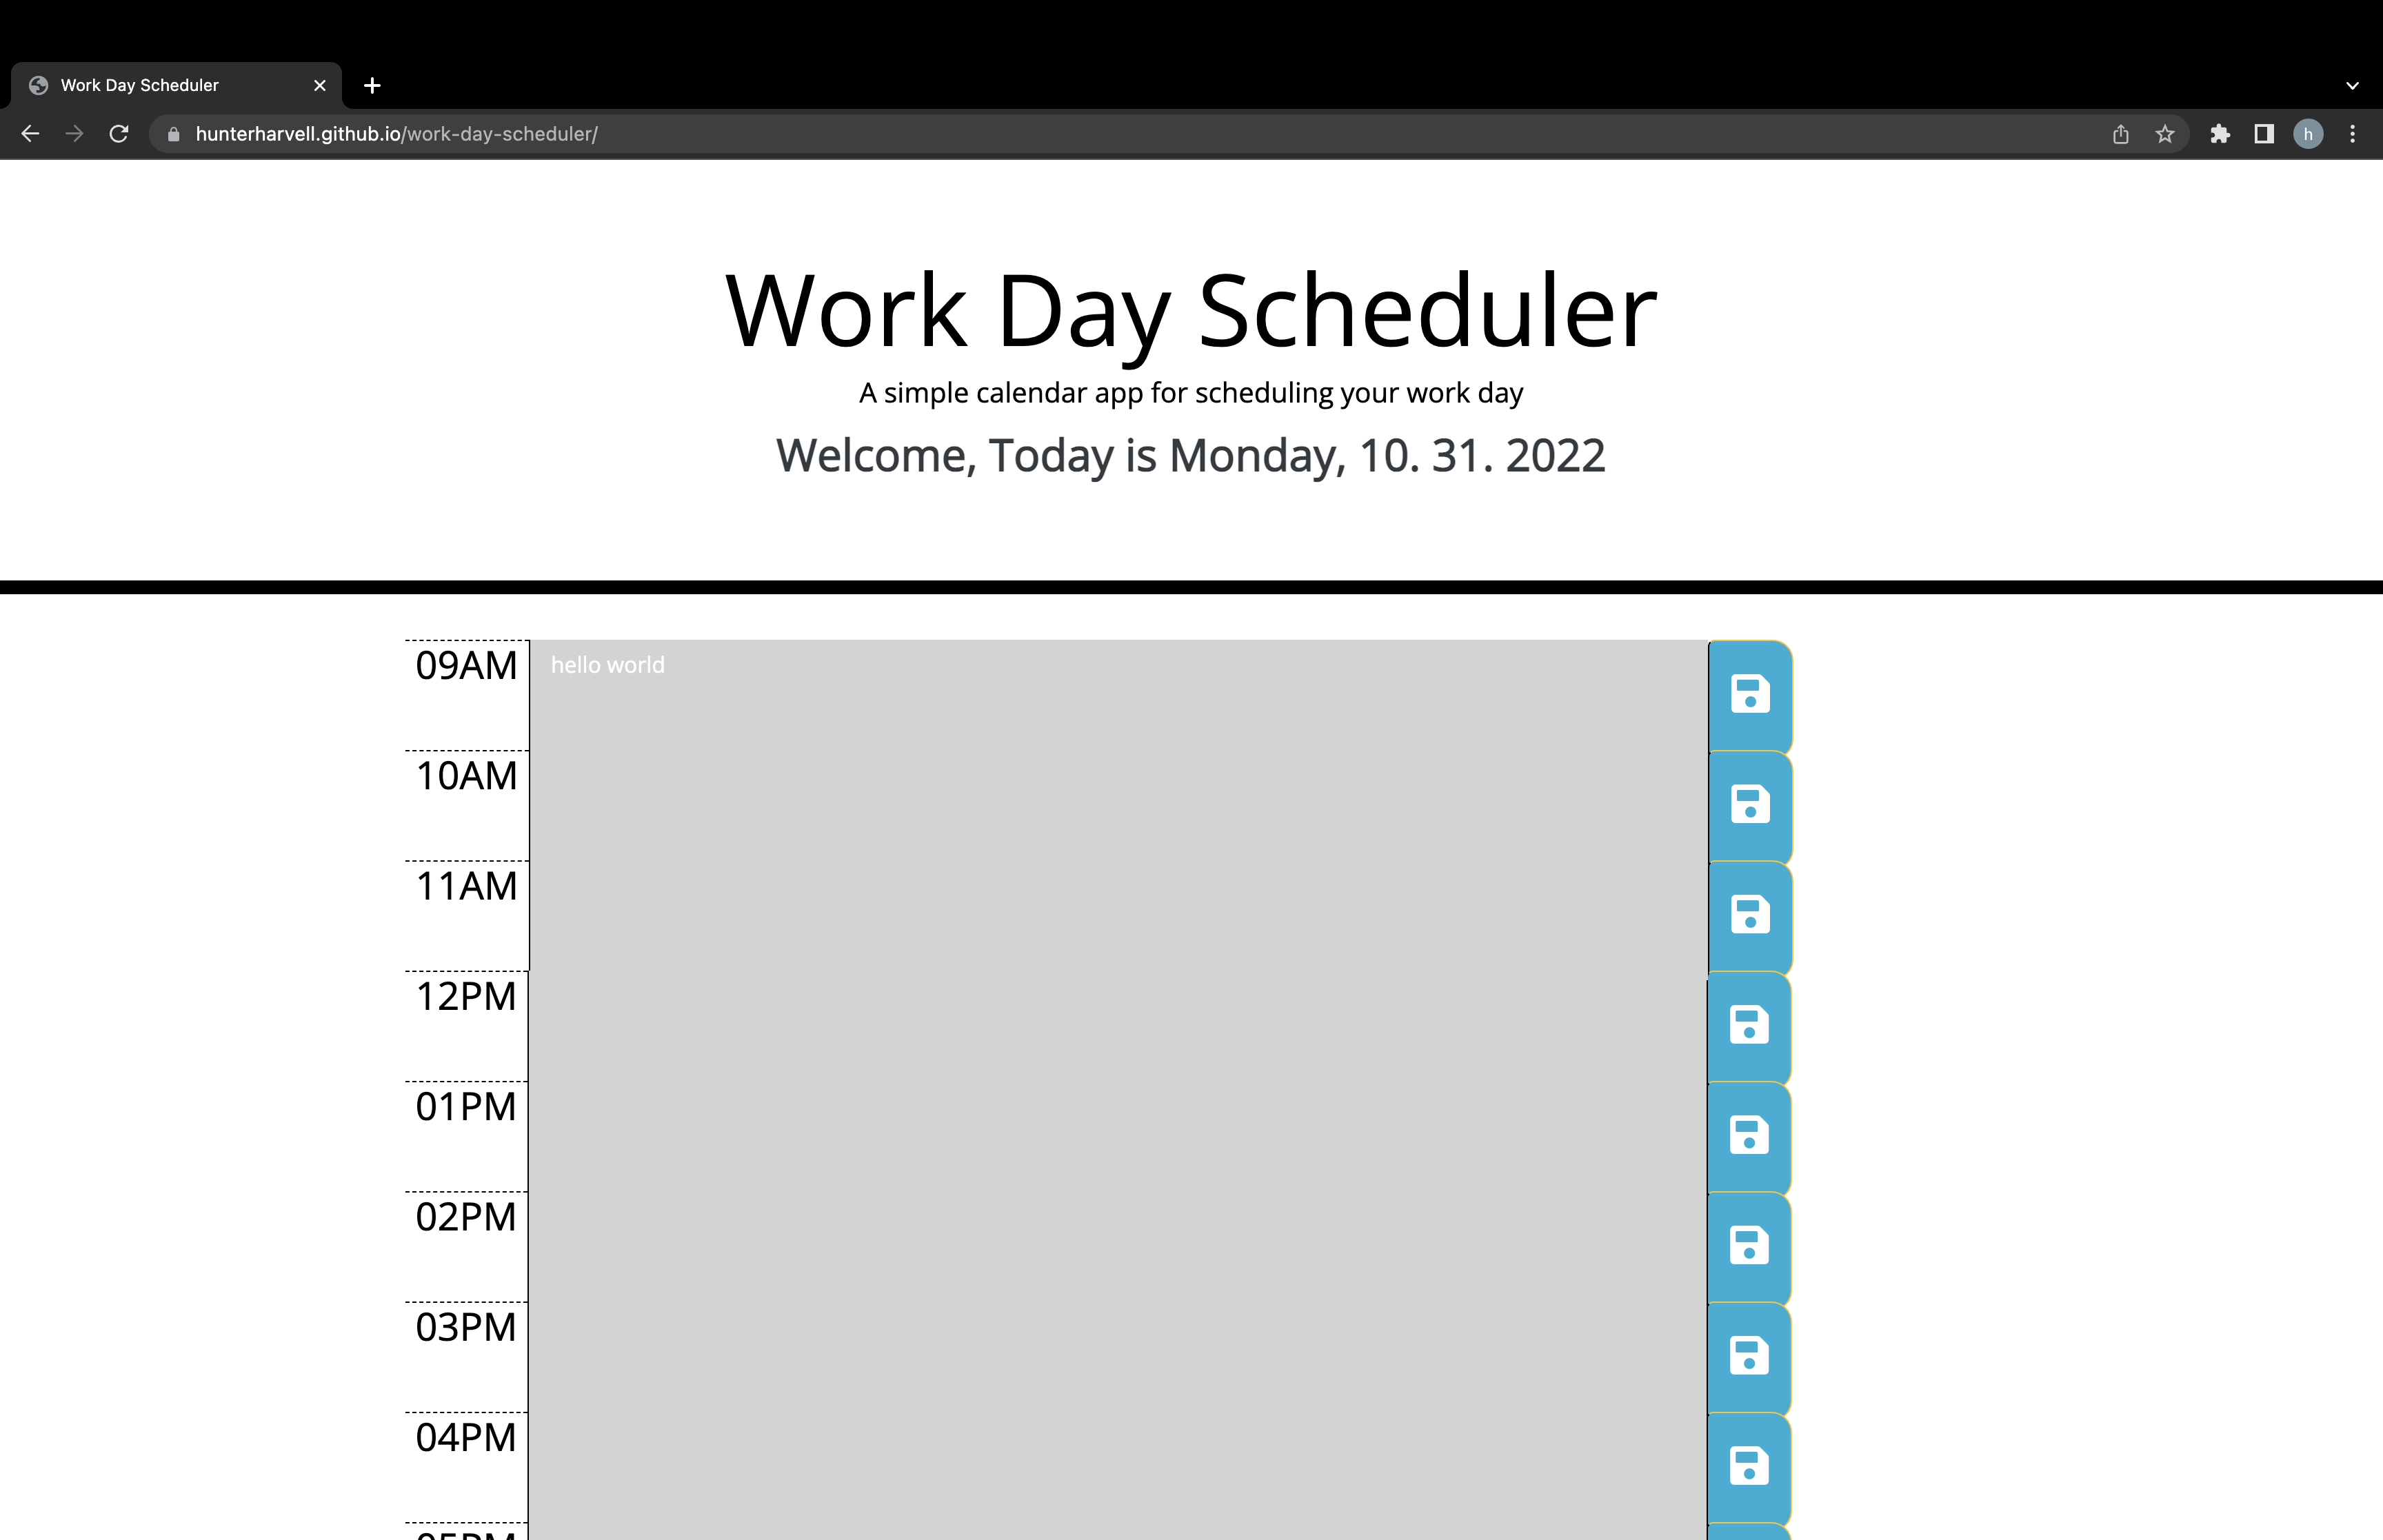 Work Day Scheduler
hunterharvell.github.io/work-day-scheduler/
h
Work Day Scheduler
A simple calendar app for scheduling your work day
Welcome, Today is Monday, 10. 31. 2022
09AM hello world
10AM
11AM
12PM
01PM
02PM
03PM
04PM
05PM